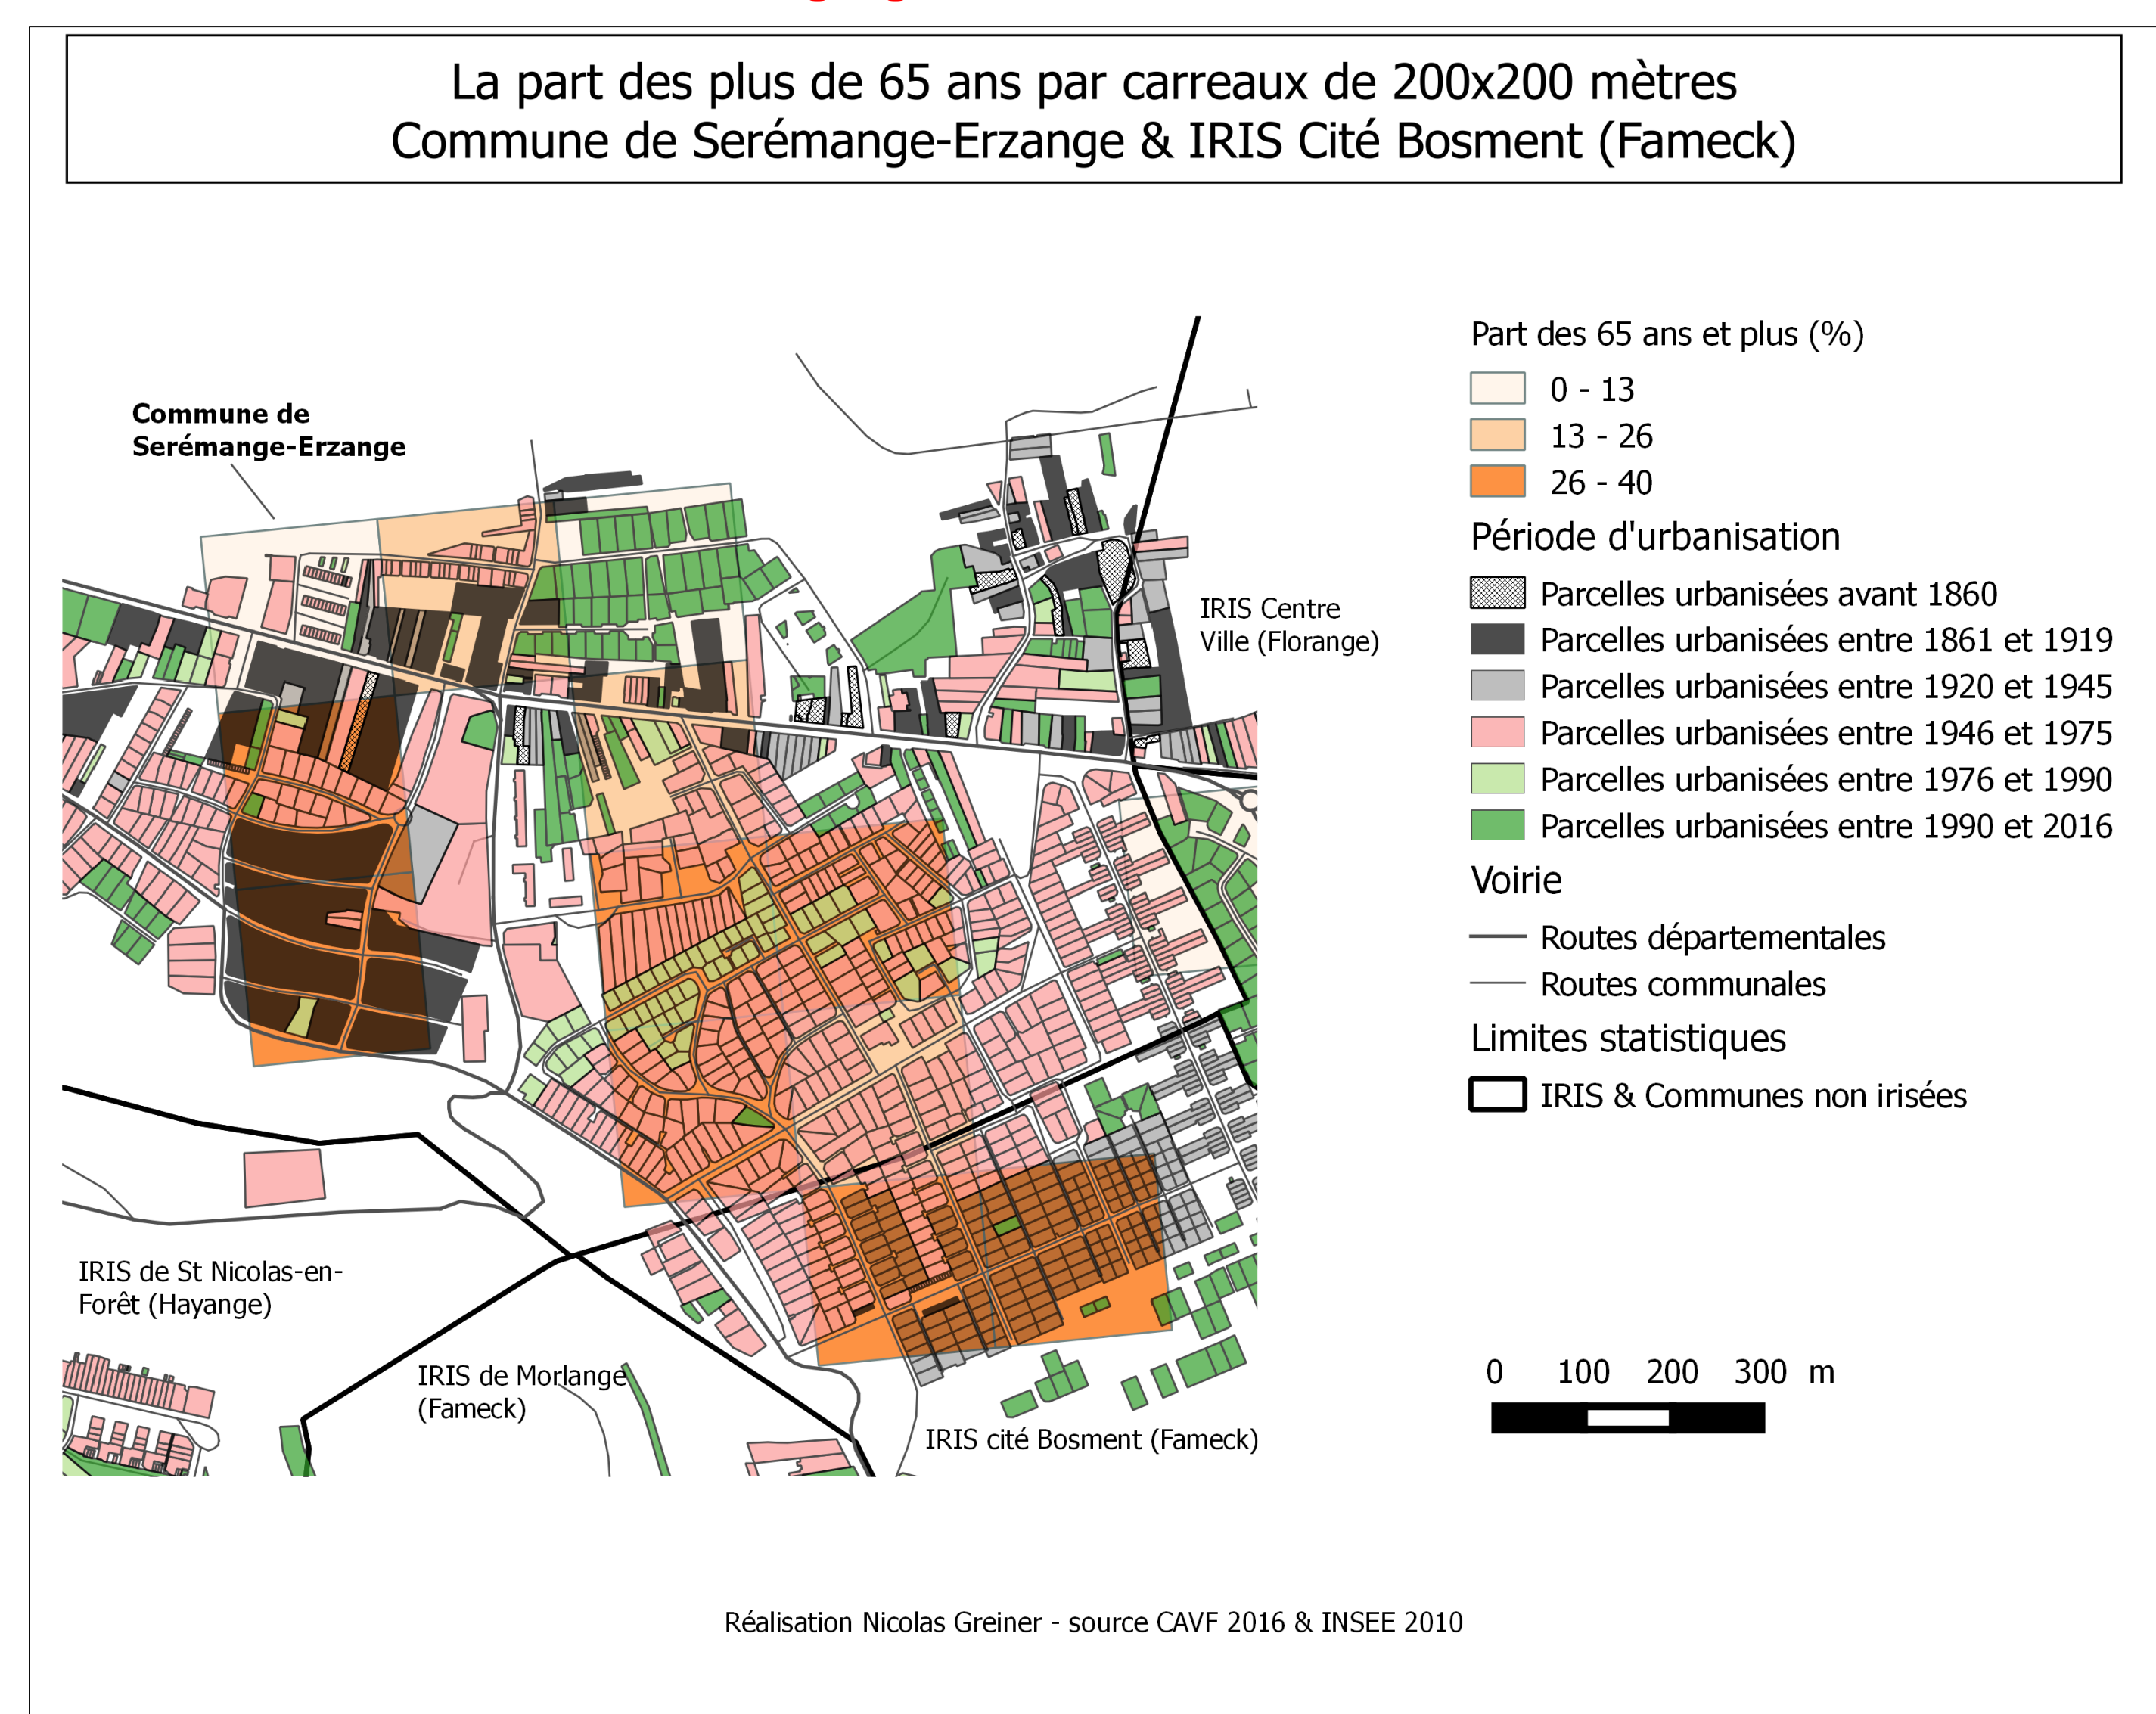 La part des plus de 65 ans par carreaux de 200x200 mètres
Commune de Serémange-Erzange & IRIS Cité Bosment (Fameck)
Commune de
Serémange-Erzange
IRIS Centre
Ville (Florange)
IRIS de St Nicolas-en-
Forêt (Hayange)
IRIS de Morlange
(Fameck)
IRIS cité Bosment (Fameck)
Part des 65 ans et plus (%)
0 - 13
13 - 26
26 - 40
Période d'urbanisation
Parcelles urbanisées avant 1860
Parcelles urbanisées entre 1861 et 1919
Parcelles urbanisées entre 1920 et 1945
Parcelles urbanisées entre 1946 et 1975
Parcelles urbanisées entre 1976 et 1990
Parcelles urbanisées entre 1990 et 2016
Voirie
Routes départementales
Routes communales
Limites statistiques
IRIS & Communes non irisées
0 100 200 300 m
Réalisation Nicolas Greiner - source CAVF 2016 & INSEE 2010